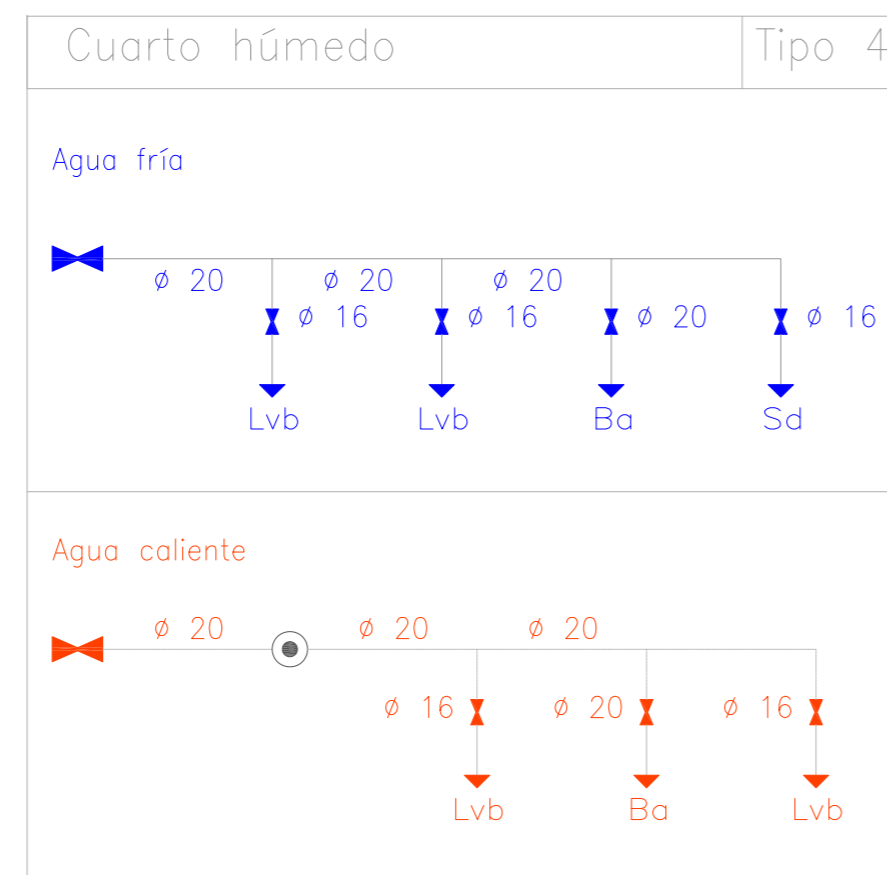 Cuarto húmedo Tipo 4
Agua fría
ø 20 ø 20 ø 20
ø 16 ø 16 ø 20 ø 16
Lvb Lvb Ba Sd
Agua caliente
ø 20 ø 20 ø 20
ø 16 ø 20 ø 16
Lvb Ba Lvb